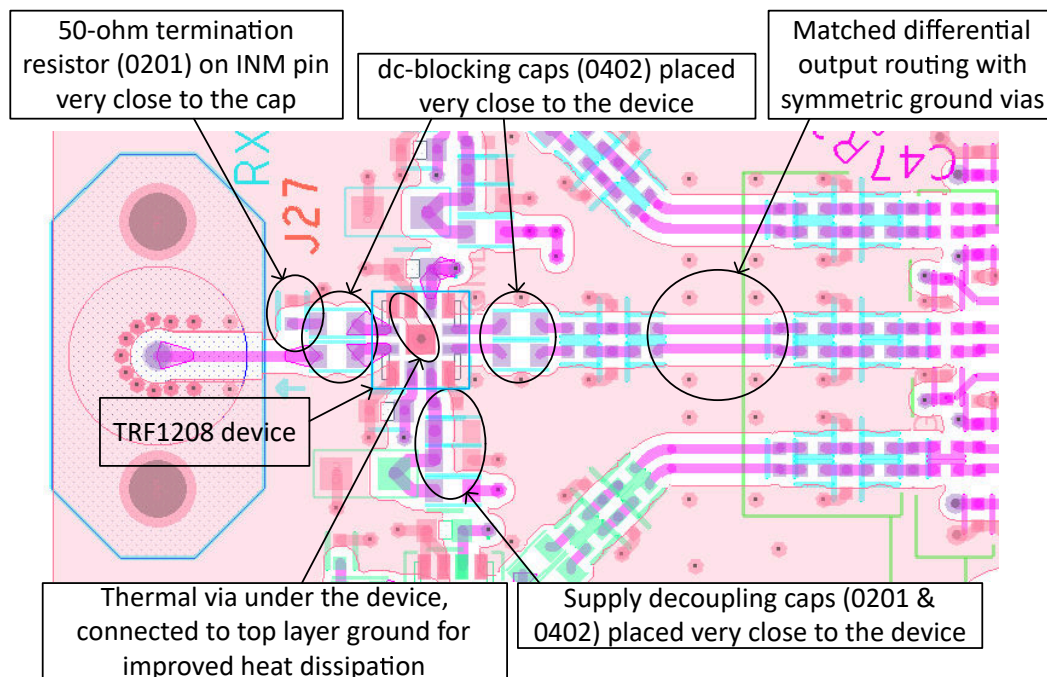 50-ohm termination
resistor (0201) on INM pin
very close to the cap
dc-blocking caps (0402) placed
very close to the device
Matched differential
output routing with
symmetric ground vias
RX
J27
C47
TRF1208 device
Thermal via under the device,
connected to top layer ground for
improved heat dissipation
Supply decoupling caps (0201 &
0402) placed very close to the device